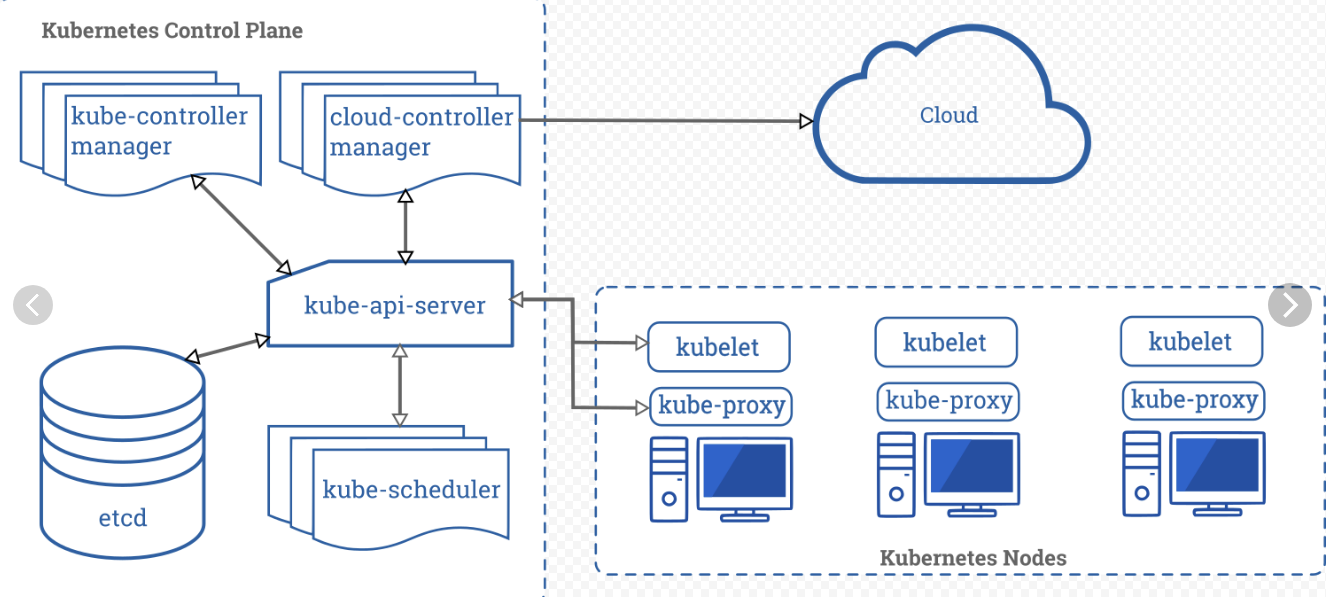 Kubernetes Control Plane
kube-controller
manager
cloud-controller
manager
Cloud
kube-api-server
etcd
kube-scheduler
kubelet
kube-proxy
kubelet
kube-proxy
kubelet
kube-proxy
Kubernetes Nodes